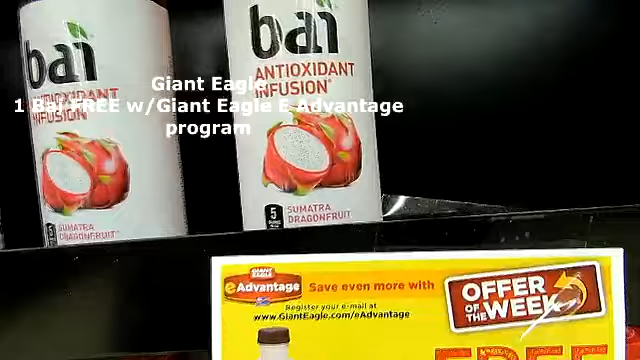 bai
ANTIOXIDANT
INFUSION
SUMATRA
DRAGONFRUIT
bai
ANTIOXIDANT
INFUSION
5
SUMATRA
DRAGONFRUIT
Giant Eagle
1 Bai FREE w/Giant Eagle E Advantage
program
GIANT EAGLE
eAdvantage
Save even more with
Register your e-mail at
www.GiantEagle.com/eAdvantage
OFFER
OF THE WEEK
FREE